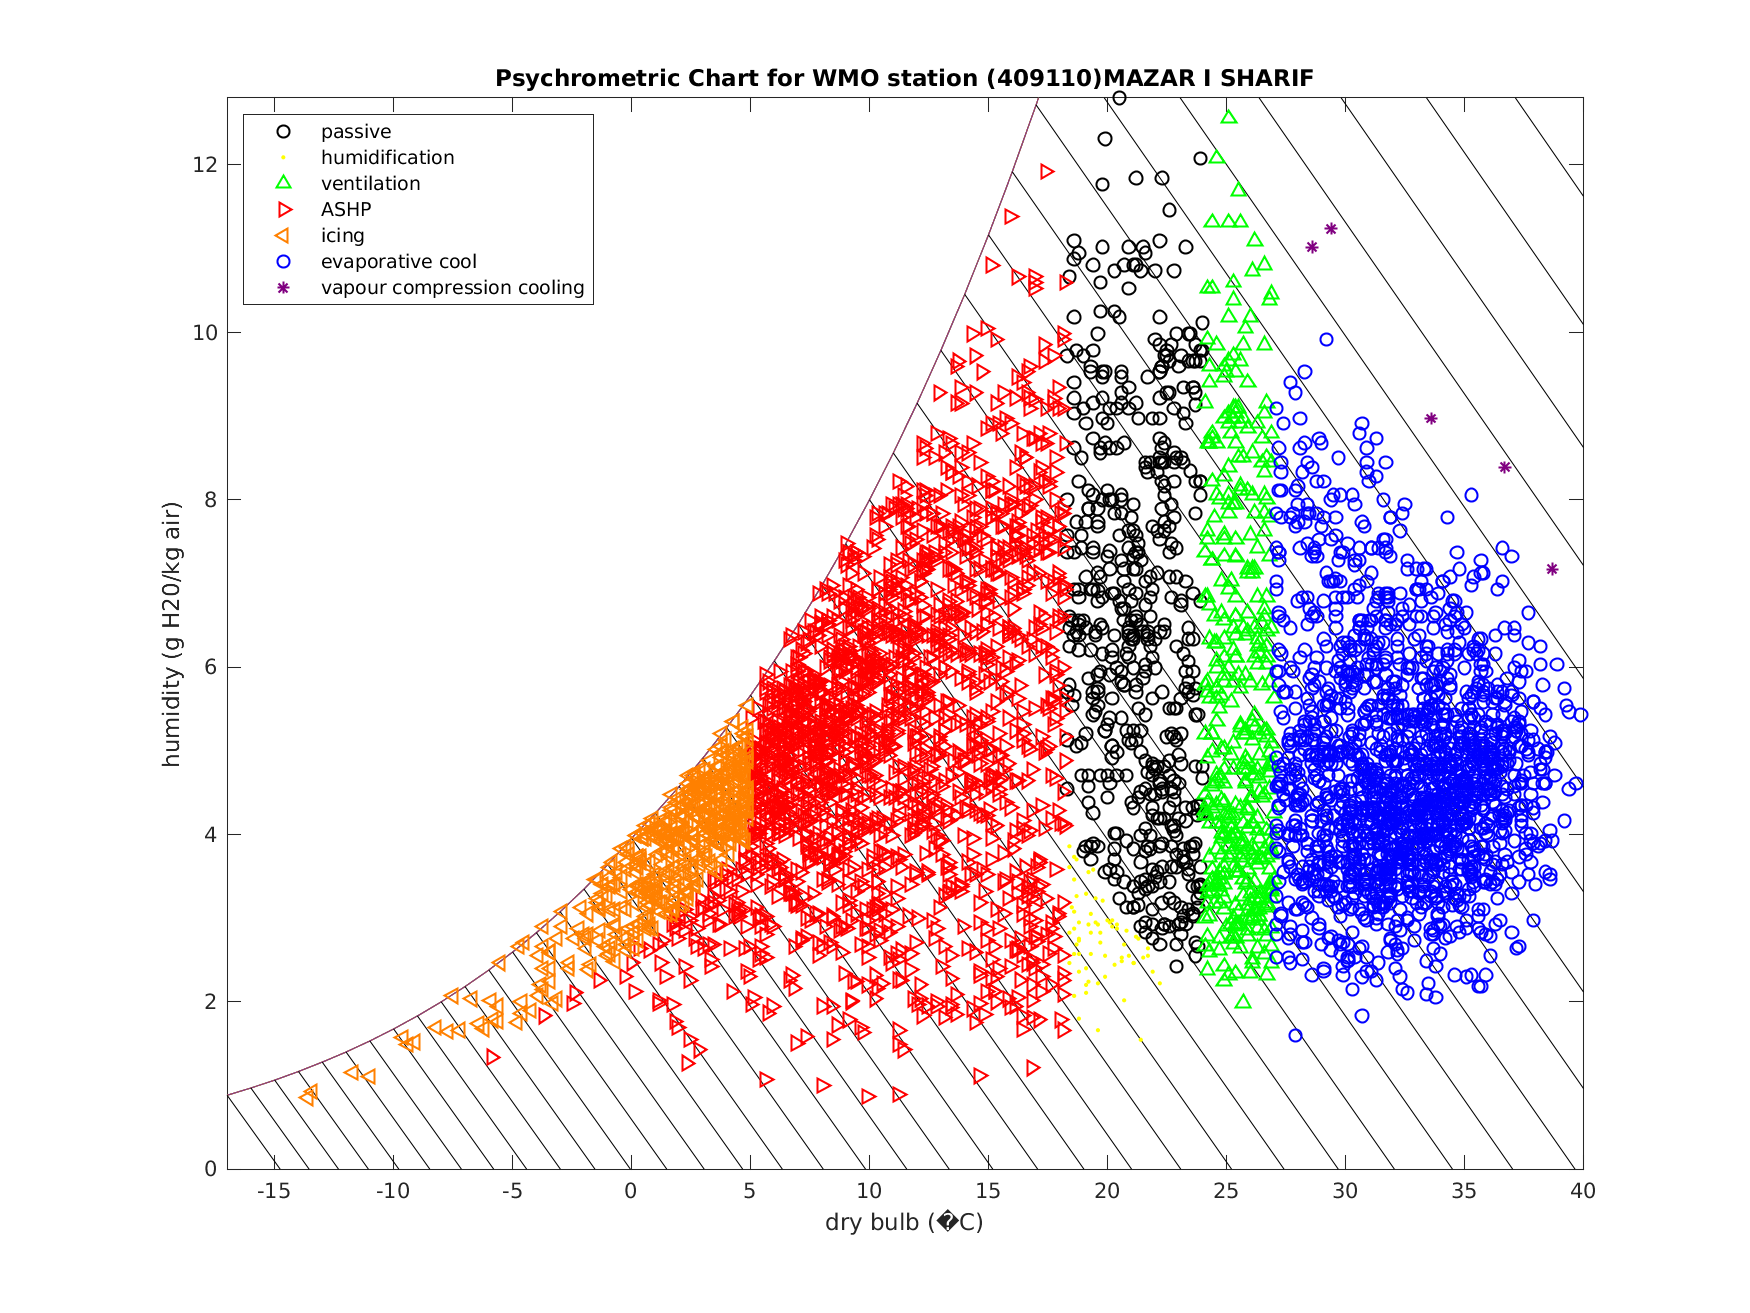 Psychrometric Chart for WMO station (409110)MAZAR I SHARIF
passive
humidification
ventilation
ASHP
icing
evaporative cool
vapour compression cooling
humidity (g H20/kg air)
12
10
8
6
4
2
0
-15 -10 -5 0 5 10 15 20 25 30 35 40
dry bulb (�C)